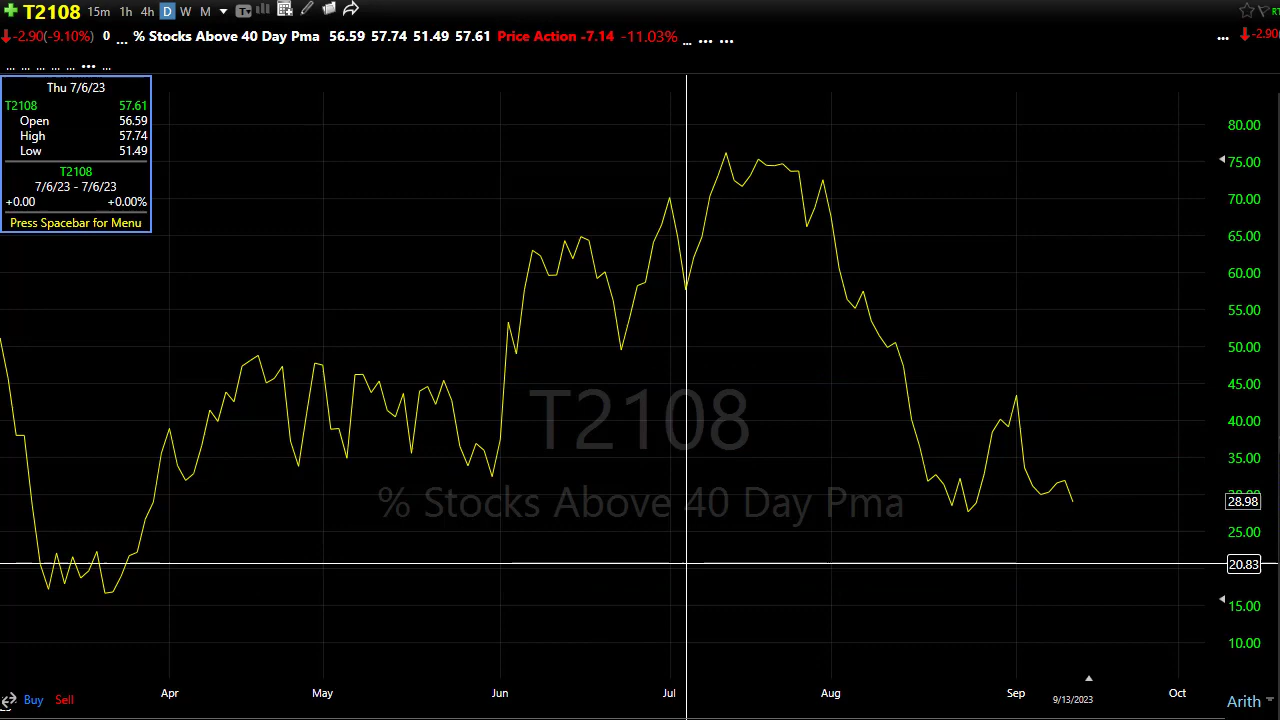 T2108 15m 1h 4h D W M
-2.90(-9.10%) 0 ... % Stocks Above 40 Day Pma 56.59 57.74 51.49 57.61 Price Action -7.14 -11.03% ... ... ... ... -2.90
... ... ... ... ... ... ...
Thu 7/6/23
T2108 57.61
Open 56.59
High 57.74
Low 51.49
T2108
7/6/23 - 7/6/23
+0.00 +0.00%
Press Spacebar for Menu
80.00
75.00
70.00
65.00
60.00
55.00
50.00
45.00
40.00
35.00
28.98
25.00
20.83
15.00
10.00
T2108
% Stocks Above 40 Day Pma
Apr May Jun Jul Aug Sep Oct
9/13/2023
Buy Sell
Arith